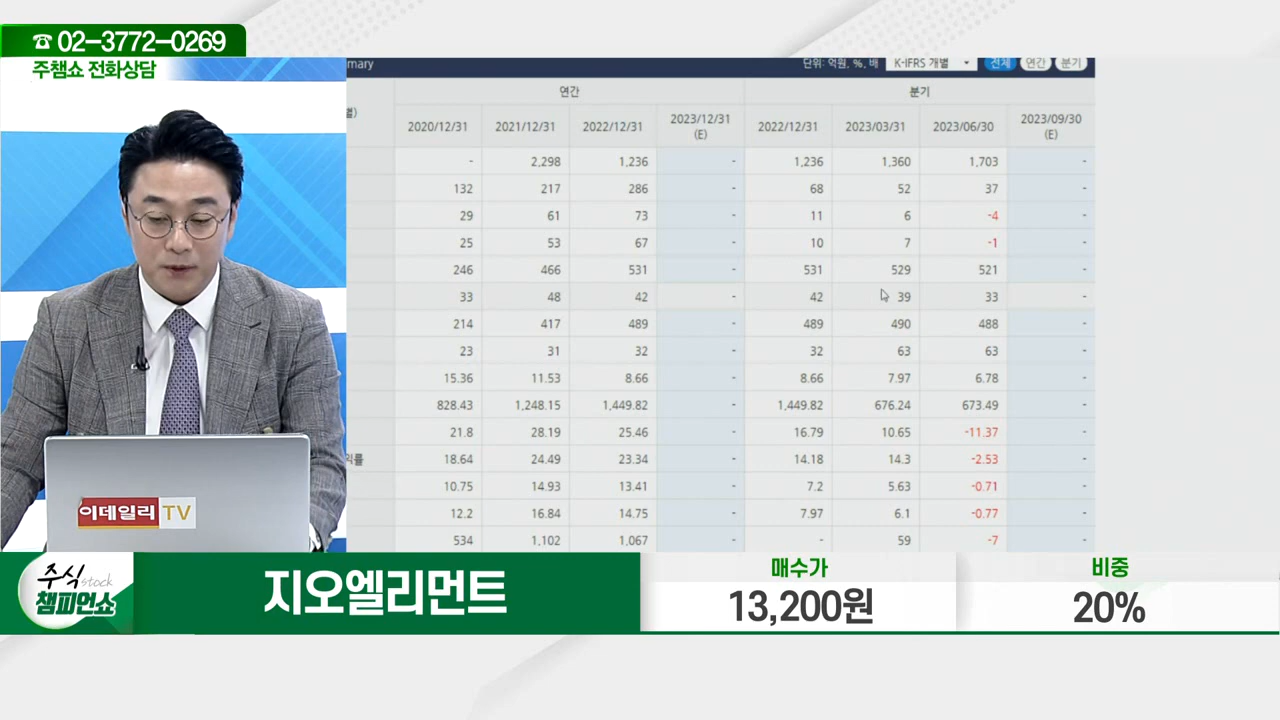 ☎ 02-3772-0269
주챔쇼 전화상담
mary 단위: 억원, %, 배 K-IFRS 개별 전체 연간 분기
별) 연간 분기
2020/12/31 2021/12/31 2022/12/31 2023/12/31 (E) 2022/12/31 2023/03/31 2023/06/30 2023/09/30 (E)
- 2,298 1,236 - 1,236 1,360 1,703 -
132 217 286 - 68 52 37 -
29 61 73 - 11 6 -4 -
25 53 67 - 10 7 -1 -
246 466 531 - 531 529 521 -
33 48 42 - 42 39 33 -
214 417 489 - 489 490 488 -
23 31 32 - 32 63 63 -
15.36 11.53 8.66 - 8.66 7.97 6.78 -
828.43 1,248.15 1,449.82 - 1,449.82 676.24 673.49 -
21.8 28.19 25.46 - 16.79 10.65 -11.37 -
익률 18.64 24.49 23.34 - 14.18 14.3 -2.53 -
10.75 14.93 13.41 - 7.2 5.63 -0.71 -
12.2 16.84 14.75 - 7.97 6.1 -0.77 -
534 1,102 1,067 - - 59 -7 -
이데일리 TV
주식 stock
챔피언쇼
지오엘리먼트
매수가
13,200원
비중
20%